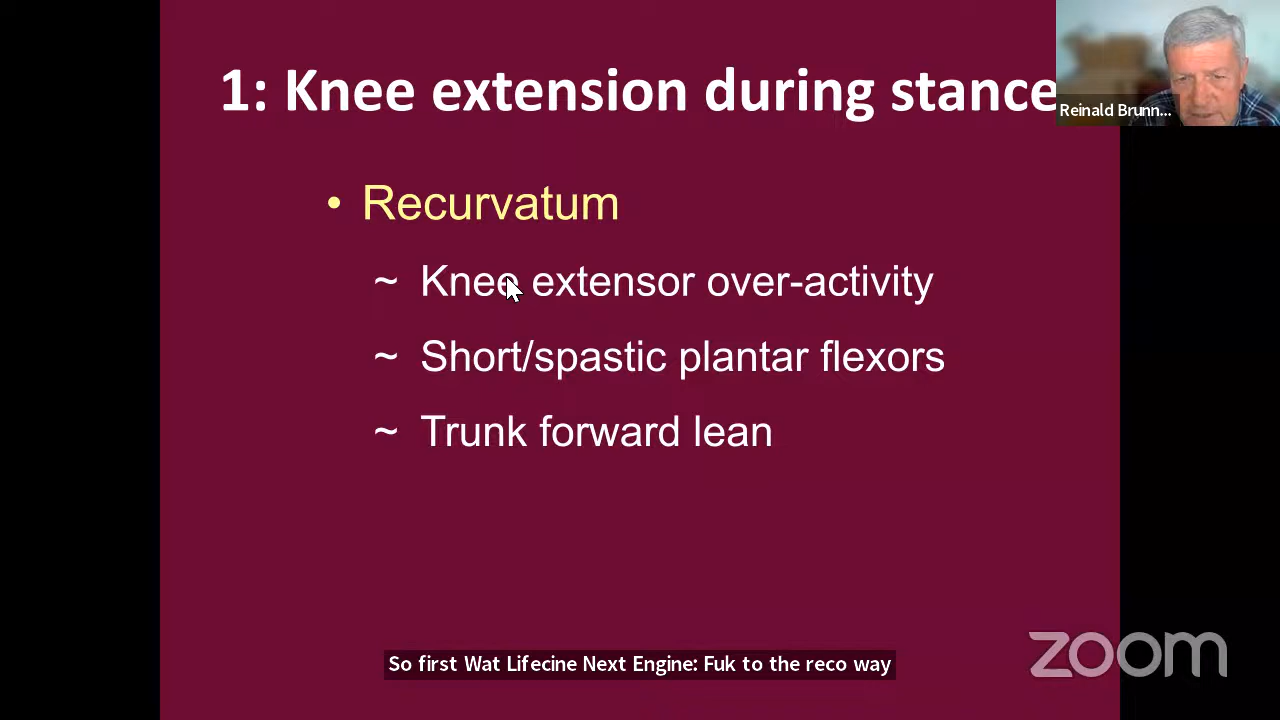 1: Knee extension during stance
Reinald Brunn...
• Recurvatum
~ Knee extensor over-activity
~ Short/spastic plantar flexors
~ Trunk forward lean
So first Wat Lifecine Next Engine: Fuk to the reco way
zoom